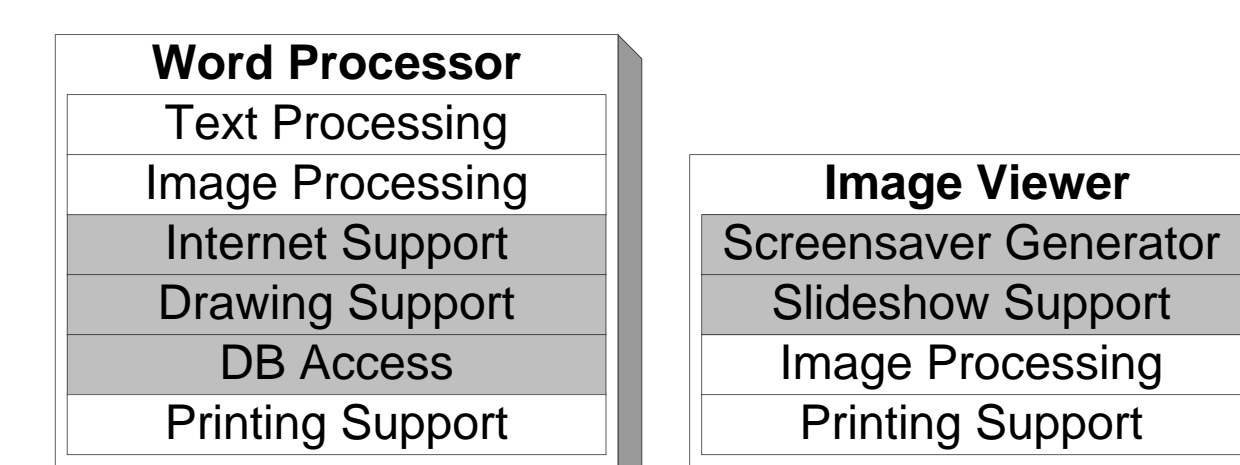 Word Processor
Text Processing
Image Processing
Internet Support
Drawing Support
DB Access
Printing Support
Image Viewer
Screensaver Generator
Slideshow Support
Image Processing
Printing Support